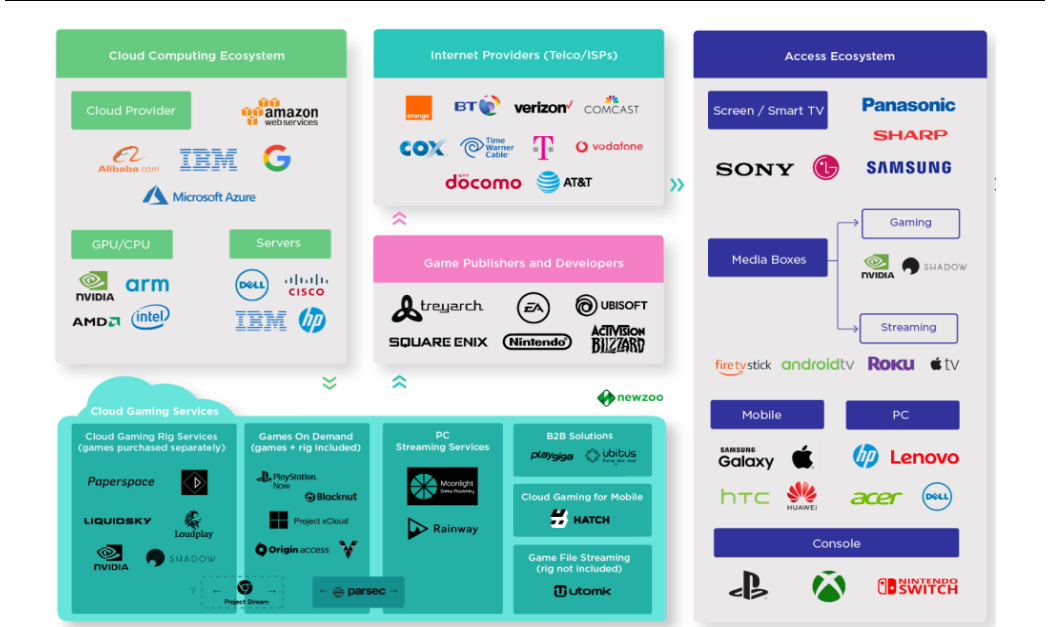 Cloud Computing Ecosystem
Cloud Provider
amazon
webservices
Alibaba.com
IBM
G
Microsoft Azure
GPU/CPU
NVIDIA
arm
AMD
intel
Servers
DELL
CISCO
IBM
hp
Internet Providers (Telco/ISPs)
orange
BT
verizon
COMCAST
COX
Time
Warner
Cable
T
vodafone
NTT
döcomo
AT&T
Game Publishers and Developers
treyarch
EA
UBISOFT
SQUARE ENIX
Nintendo
ACTIVISION
BLIZZARD
newzoo
Access Ecosystem
Screen / Smart TV
Panasonic
SHARP
SONY
LG
SAMSUNG
Media Boxes
Gaming
NVIDIA
SHADOW
Streaming
firetvstick
androidtv
ROKU
tv
Mobile
SAMSUNG
Galaxy
hTC
HUAWEI
PC
hp
Lenovo
acer
DELL
Console
NINTENDO
SWITCH
Cloud Gaming Services
Cloud Gaming Rig Services
(games purchased separately)
Paperspace
LIQUIDSKY
Loudplay
NVIDIA
SHADOW
Games On Demand
(games + rig included)
PlayStation
Now
Blacknut
Project xCloud
Origin access
?
Project Stream
parsec
PC
Streaming Services
Moonlight
Game Streaming
Rainway
B2B Solutions
playgiga
ubitus
Cloud Gaming for Mobile
HATCH
Game File Streaming
(rig not included)
utomik